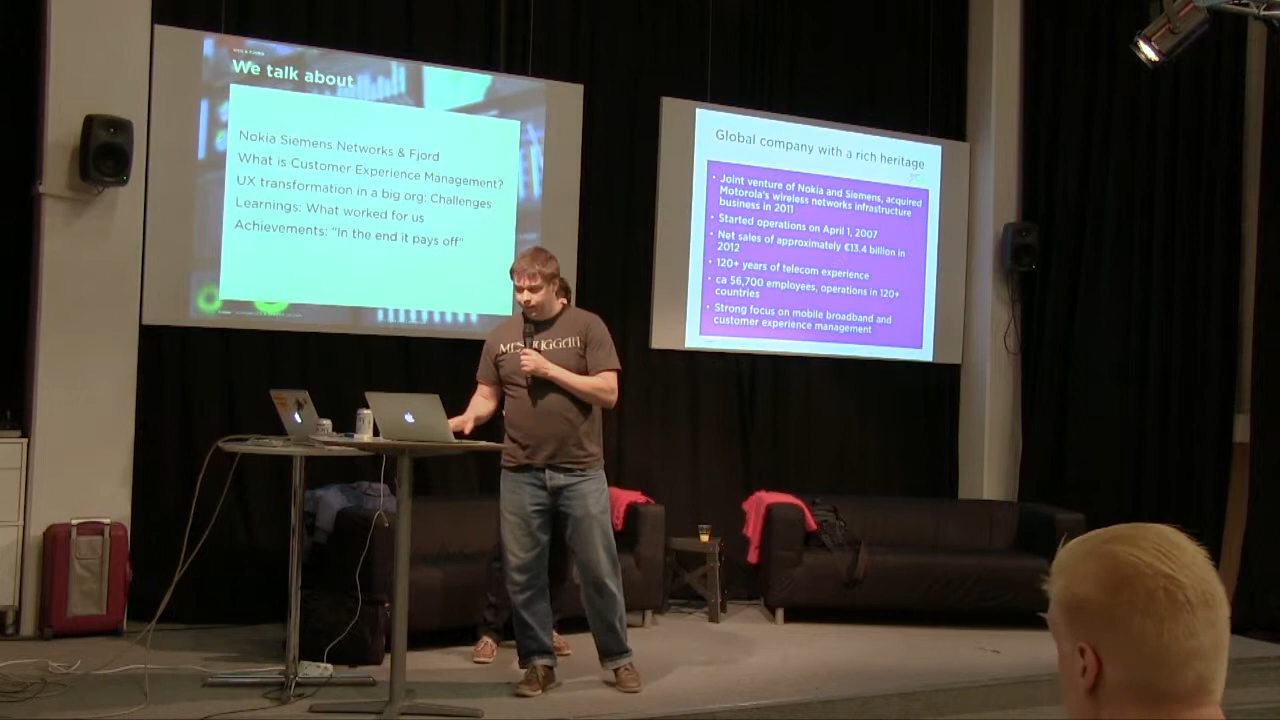 We talk about
Nokia Siemens Networks & Fjord
What is Customer Experience Management?
UX transformation in a big org: Challenges
Learnings: What worked for us
Achievements: "In the end it pays off"
Global company with a rich heritage
• Joint venture of Nokia and Siemens, acquired
Motorola's wireless networks infrastructure
business in 2011
• Started operations on April 1, 2007
• Net sales of approximately €13.4 billion in
2012
• 120+ years of telecom experience
• ca 56,700 employees, operations in 120+
countries
• Strong focus on mobile broadband and
customer experience management